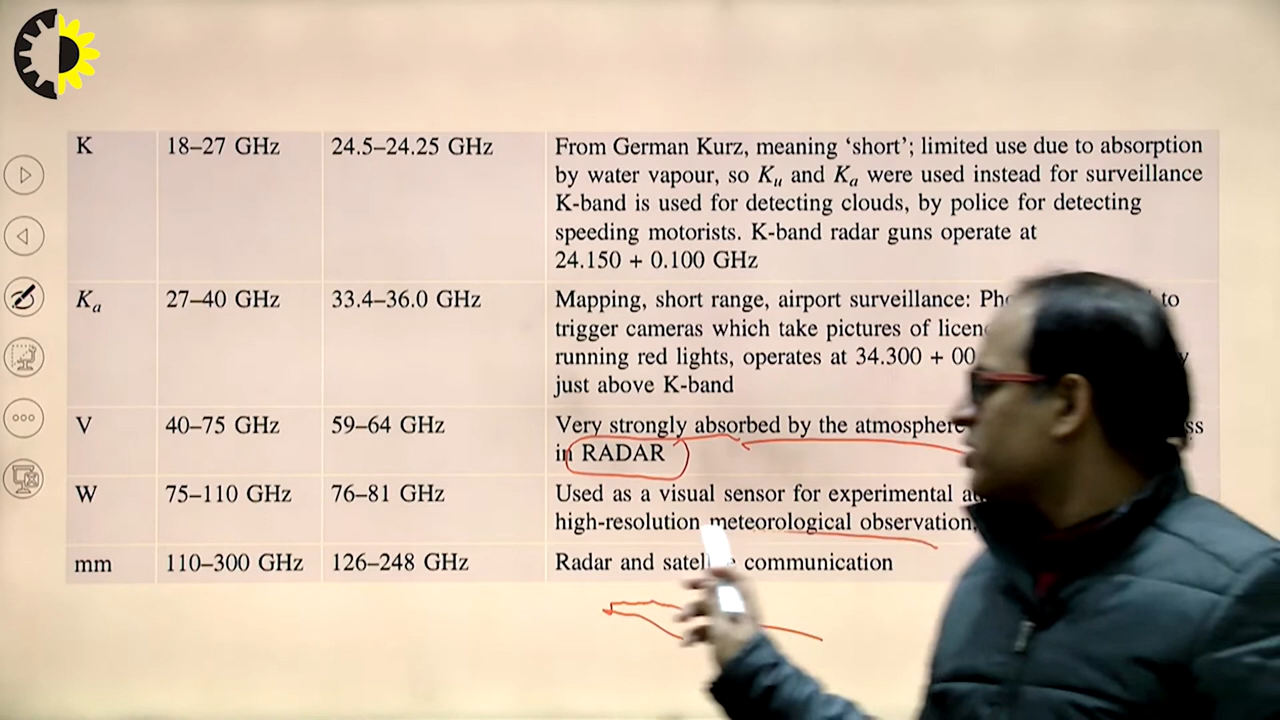 K 18–27 GHz 24.5–24.25 GHz From German Kurz, meaning ‘short’; limited use due to absorption
by water vapour, so Ku and Ka were used instead for surveillance
K-band is used for detecting clouds, by police for detecting
speeding motorists. K-band radar guns operate at
24.150 + 0.100 GHz
Ka 27–40 GHz 33.4–36.0 GHz Mapping, short range, airport surveillance: to
trigger cameras which take pictures of
running red lights, operates at 34.300 +
just above K-band
V 40–75 GHz 59–64 GHz Very strongly absorbed by the atmosphere
in RADAR
W 75–110 GHz 76–81 GHz Used as a visual sensor for experimental
high-resolution meteorological observation,
mm 110–300 GHz 126–248 GHz Radar and communication